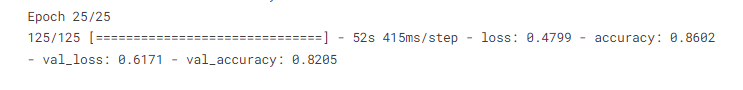 Epoch 25/25
125/125 [==============================] - 52s 415ms/step - loss: 0.4799 - accuracy: 0.8602
- val_loss: 0.6171 - val_accuracy: 0.8205